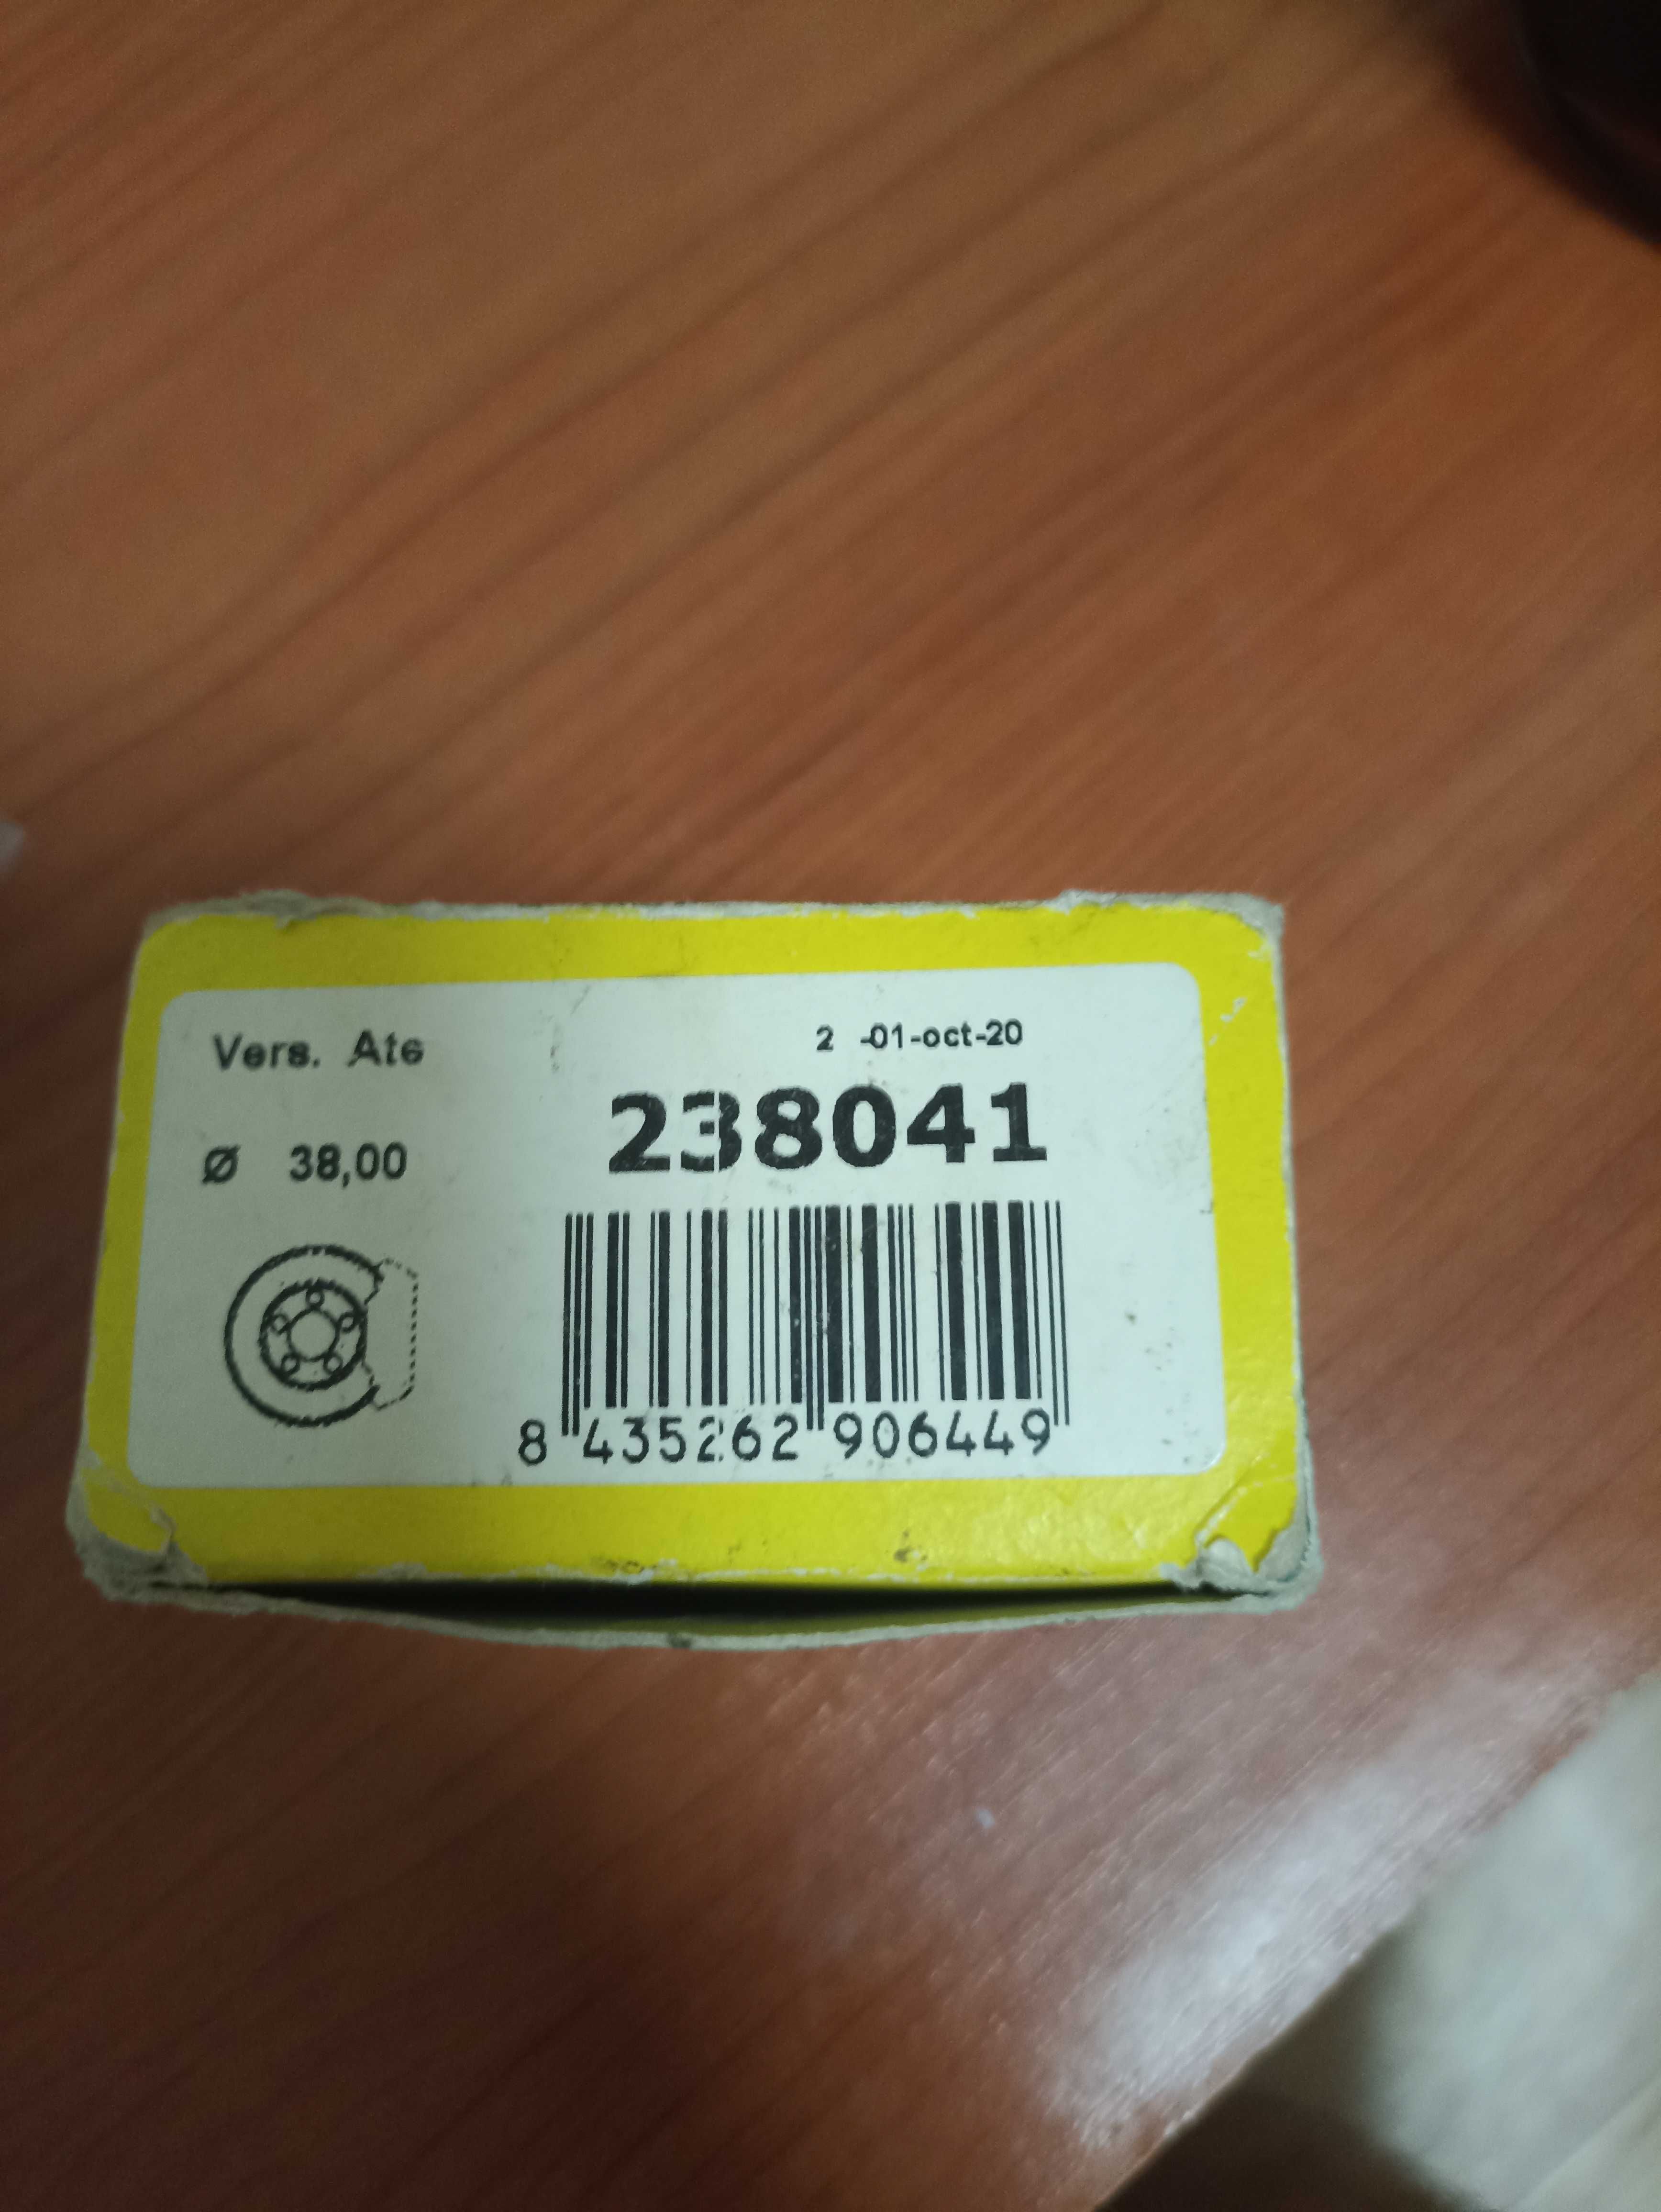 Vers. Ate
2 -01-oct-20
238041
Ø 38,00
8 435262 906449